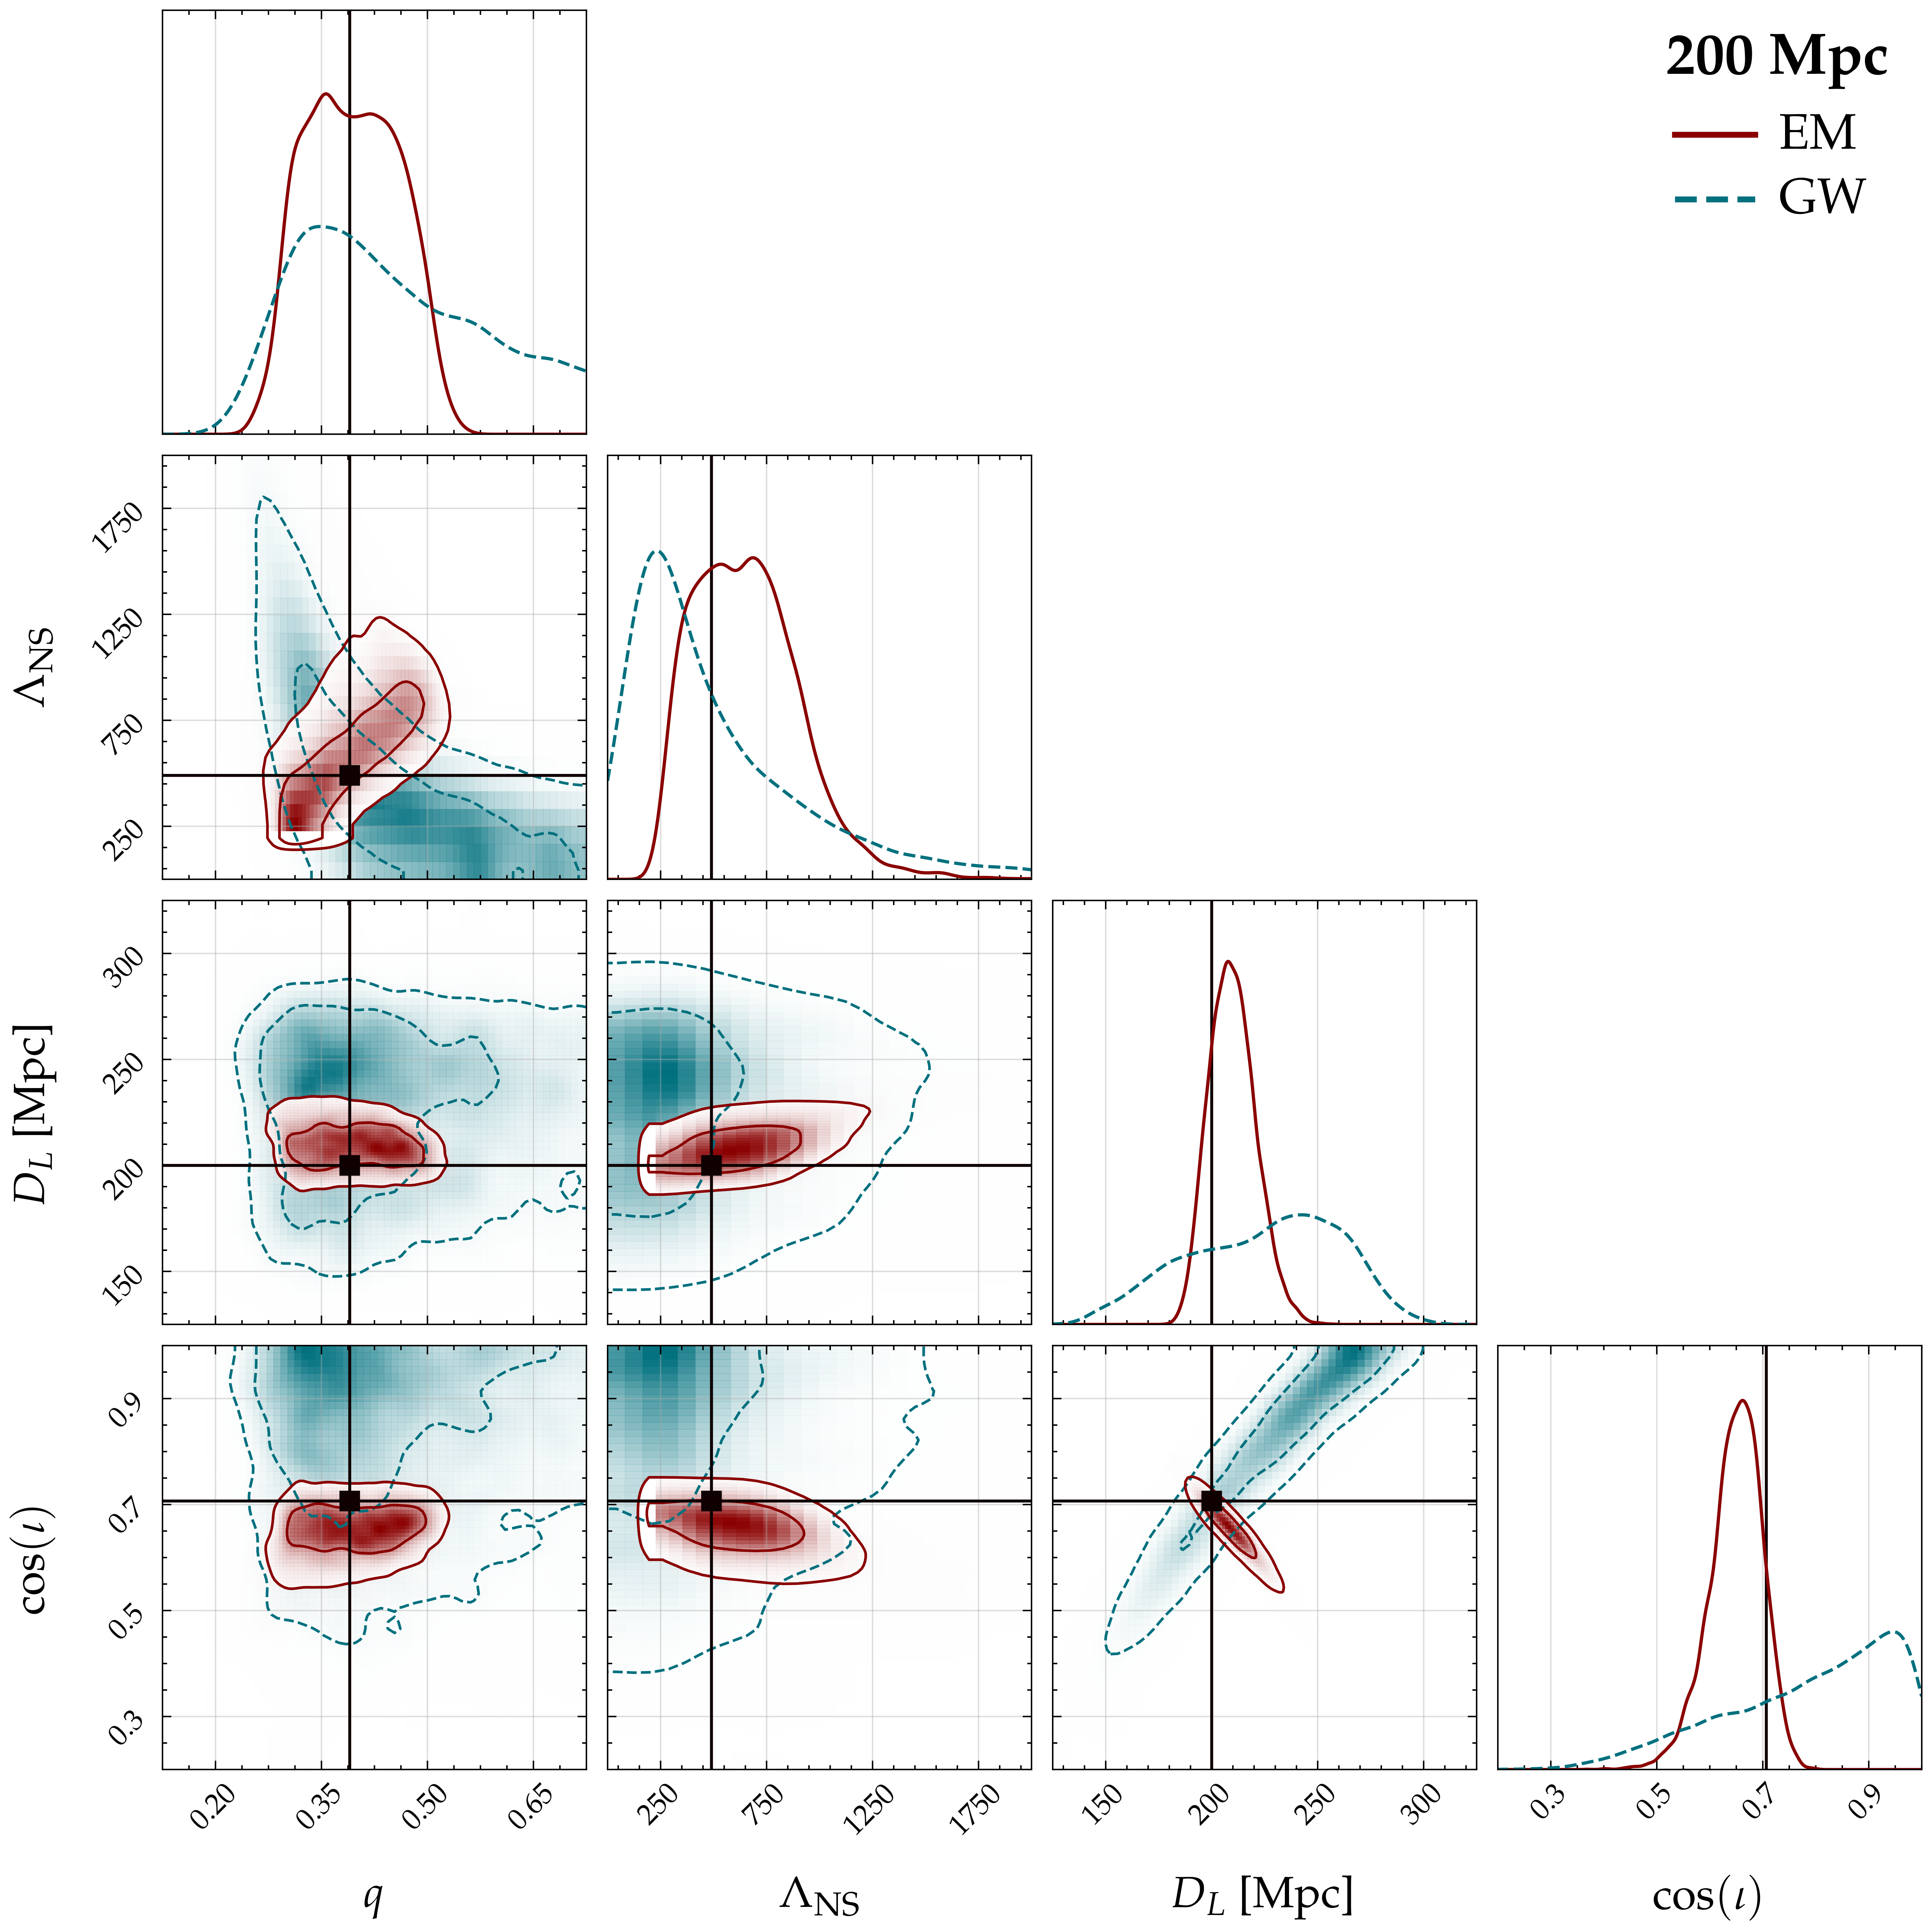 200 Mpc
EM
GW
Λ_NS
1750
1250
750
250
D_L [Mpc]
300
250
200
150
cos(ι)
0.9
0.7
0.5
0.3
0.20 0.35 0.50 0.65
250 750 1250 1750
150 200 250 300
0.3 0.5 0.7 0.9
q
Λ_NS
D_L [Mpc]
cos(ι)